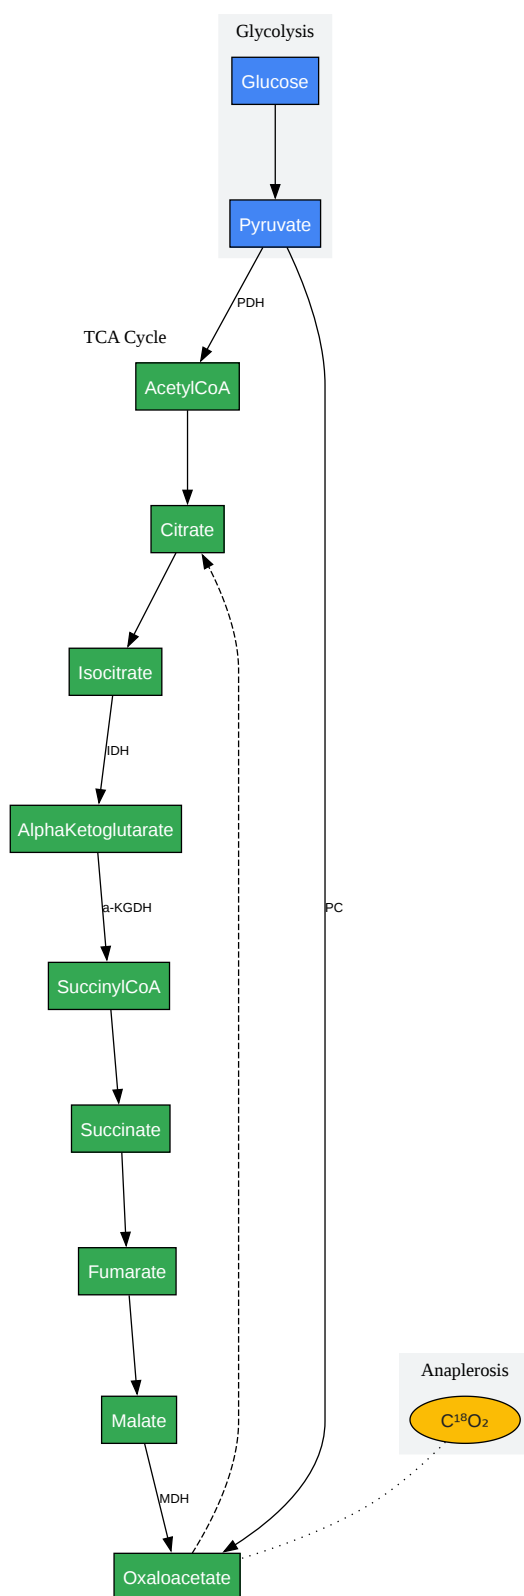 Glycolysis
Glucose
Pyruvate
PDH
TCA Cycle
AcetylCoA
Citrate
Isocitrate
IDH
AlphaKetoglutarate
a-KGDH
PC
SuccinylCoA
Succinate
Fumarate
Anaplerosis
Malate
C¹⁸O₂
MDH
Oxaloacetate